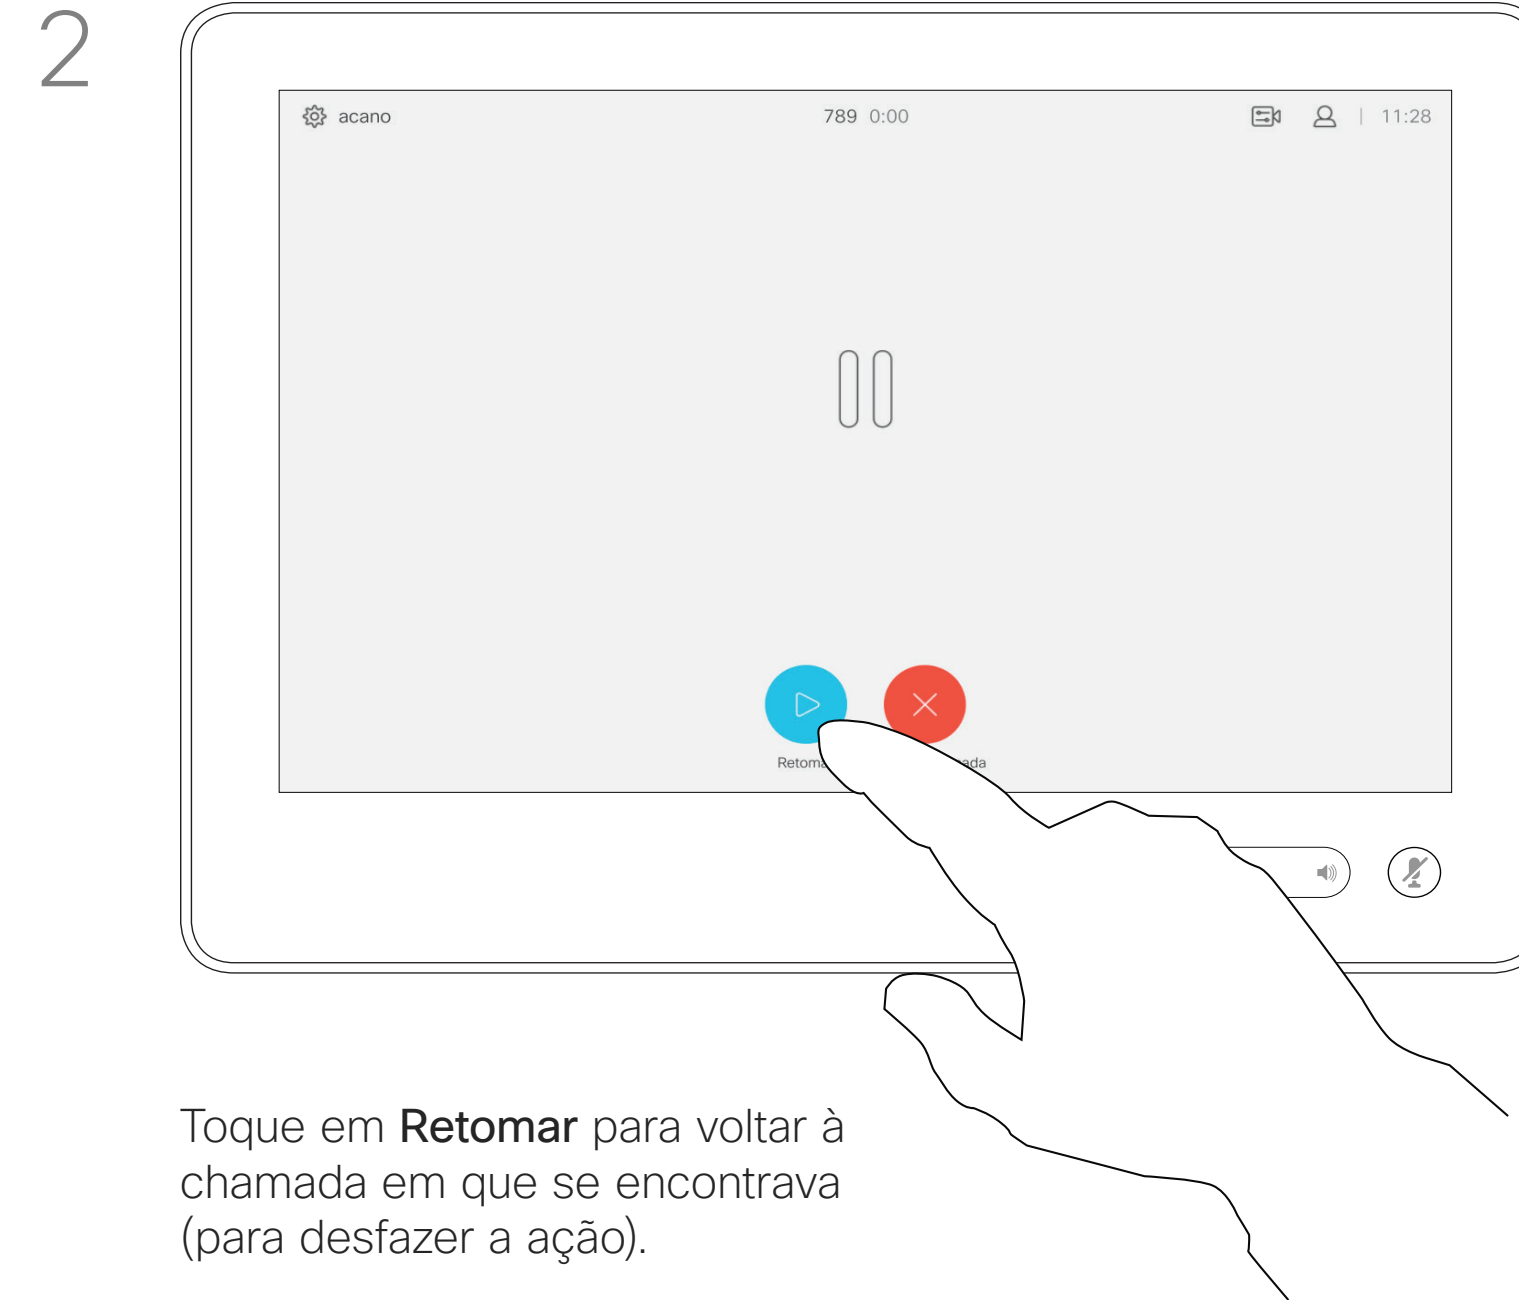 2
acano
789 0:00
11:28
Toque em Retomar para voltar à
chamada em que se encontrava
(para desfazer a ação).